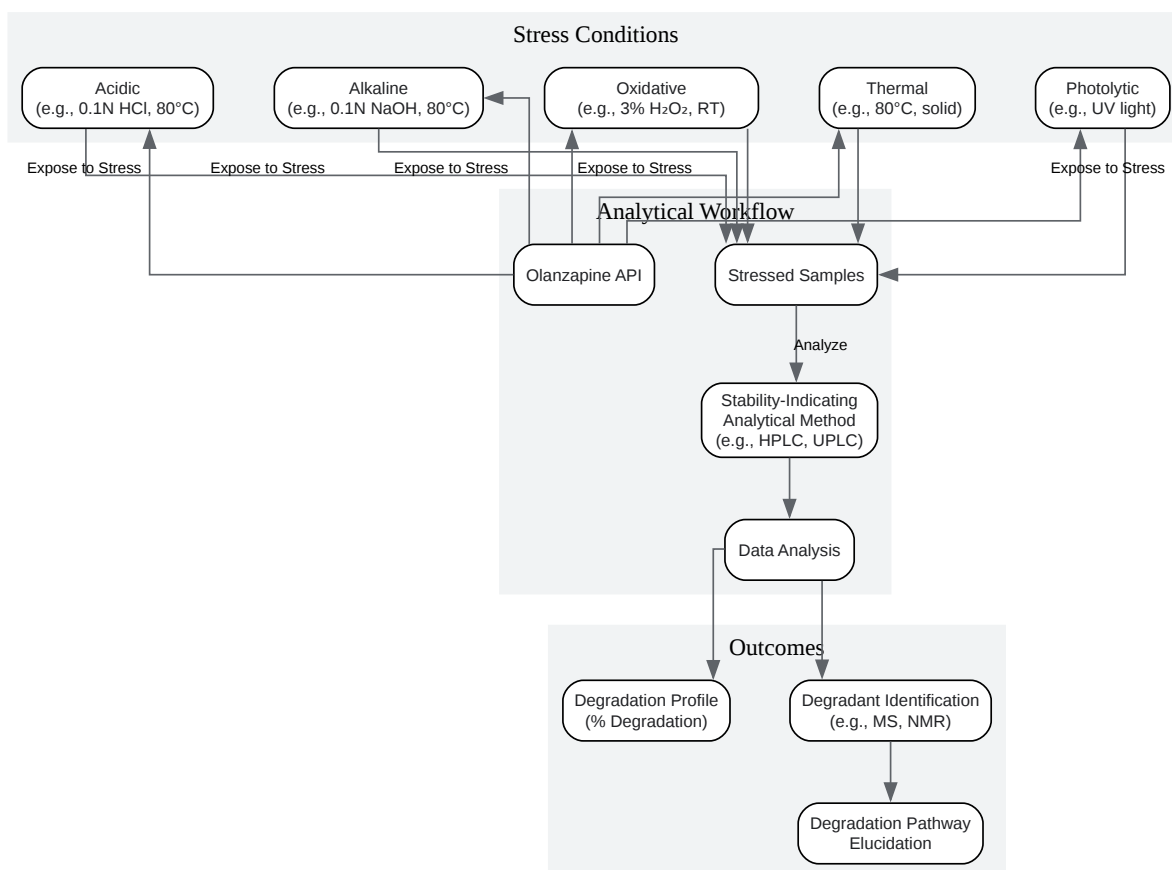 Stress Conditions
Acidic
(e.g., 0.1N HCl, 80°C)
Alkaline
(e.g., 0.1N NaOH, 80°C)
Oxidative
(e.g., 3% H₂O₂, RT)
Thermal
(e.g., 80°C, solid)
Photolytic
(e.g., UV light)
Expose to Stress
Expose to Stress
Expose to Stress
Expose to Stress
Expose to Stress
Analytical Workflow
Olanzapine API
Stressed Samples
Analyze
Stability-Indicating
Analytical Method
(e.g., HPLC, UPLC)
Data Analysis
Outcomes
Degradation Profile
(% Degradation)
Degradant Identification
(e.g., MS, NMR)
Degradation Pathway
Elucidation